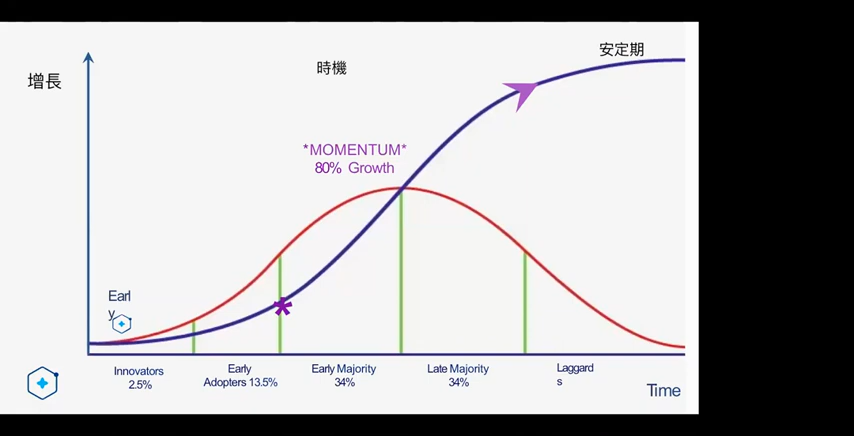 安定期
時機
增長
*MOMENTUM*
80% Growth
Earl
y
Innovators
2.5%
Early
Adopters 13.5%
Early Majority
34%
Late Majority
34%
Laggard
s
Time